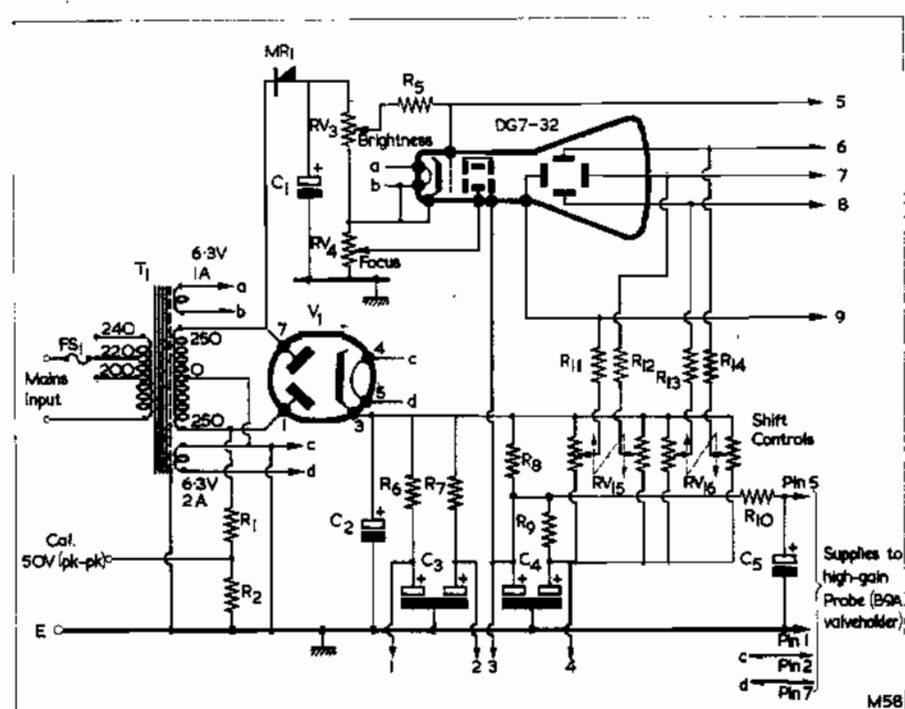 MR1
R5
5
DG7-32
RV3
Brightness
6
a
7
b
C1
+
8
RV4
Focus
6·3V
1A
a
T1
b
V1
9
240
250
7
FS1
220
4
c
R11
R12
R13
R14
200
0
Mains
Input
5
d
250
1
3
Shift
Controls
c
R8
d
RV15
RV16
6·3V
2A
R6
R7
Pin 5
R1
R9
R10
C2
+
Cal.
50V (pk-pk)
C3
C4
C5
+
+
+
+
+
R2
Supplies to
high-gain
Probe (B9A
valveholder)
E
Pin 1
1
2
3
4
c
Pin 2
d
Pin 7
M58